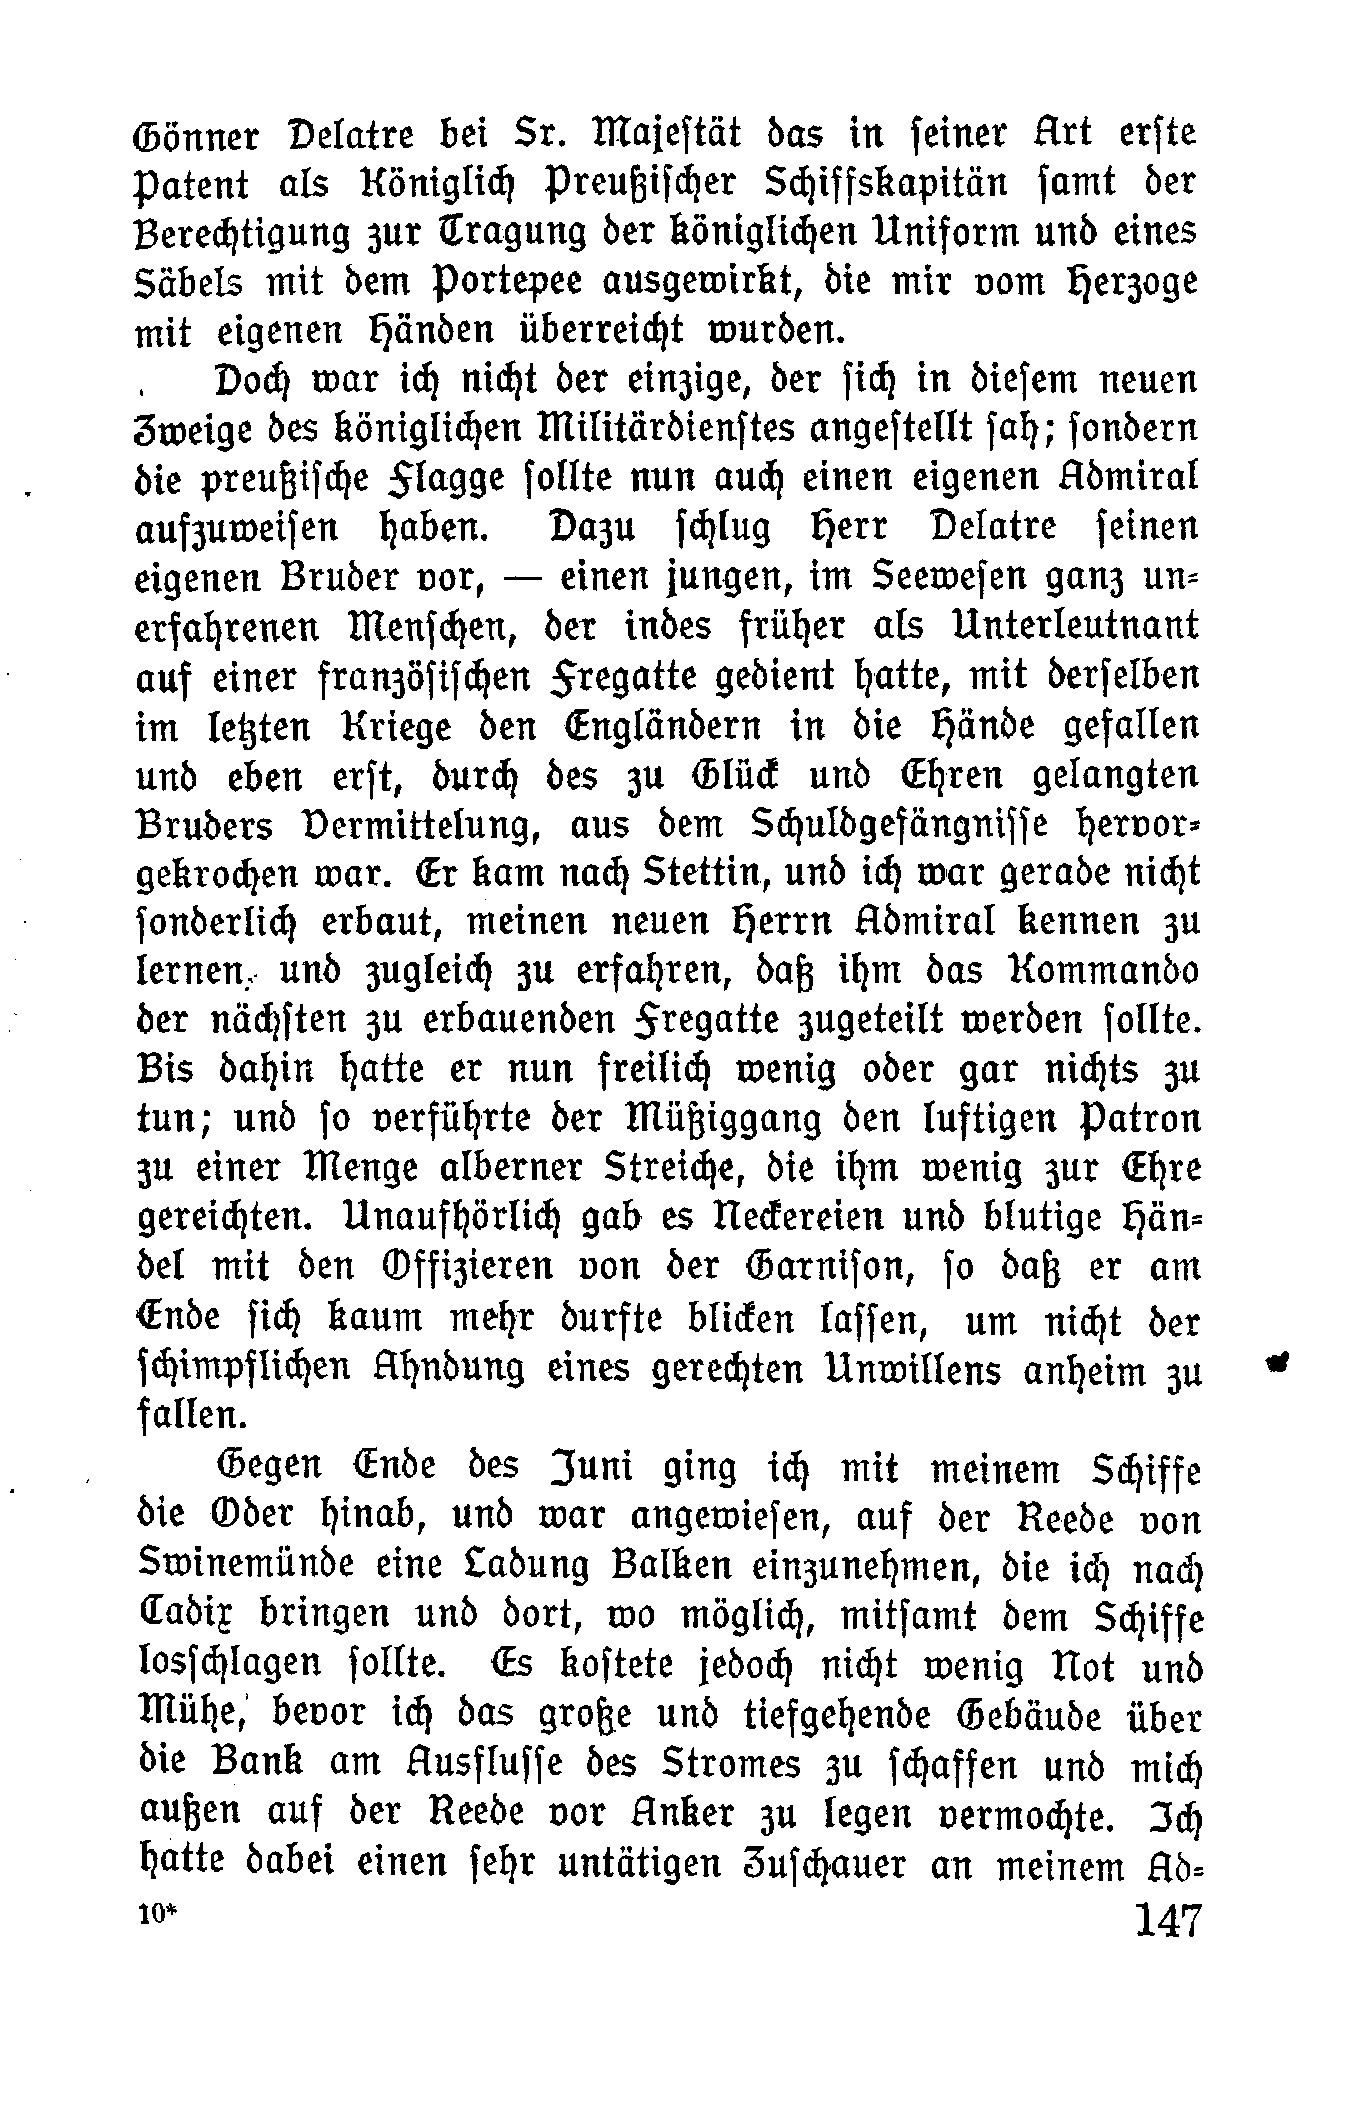 Gönner Delatre bei Sr. Majeſtät das in ſeiner Art erſte
Patent als Königlich Preußiſcher Schiffskapitän ſamt der
Berechtigung zur Tragung der königlichen Uniform und eines
Säbels mit dem Portepee ausgewirkt, die mir vom Herzoge
mit eigenen Händen überreicht wurden.
Doch war ich nicht der einzige, der ſich in dieſem neuen
Zweige des königlichen Militärdienſtes angeſtellt ſah; ſondern
die preußiſche Flagge ſollte nun auch einen eigenen Admiral
aufzuweiſen haben. Dazu ſchlug Herr Delatre ſeinen
eigenen Bruder vor, — einen jungen, im Seeweſen ganz un-
erfahrenen Menſchen, der indes früher als Unterleutnant
auf einer franzöſiſchen Fregatte gedient hatte, mit derſelben
im letzten Kriege den Engländern in die Hände gefallen
und eben erſt, durch des zu Glück und Ehren gelangten
Bruders Vermittelung, aus dem Schuldgefängniſſe hervor-
gekrochen war. Er kam nach Stettin, und ich war gerade nicht
ſonderlich erbaut, meinen neuen Herrn Admiral kennen zu
lernen, und zugleich zu erfahren, daß ihm das Kommando
der nächſten zu erbauenden Fregatte zugeteilt werden ſollte.
Bis dahin hatte er nun freilich wenig oder gar nichts zu
tun; und ſo verführte der Müßiggang den luftigen Patron
zu einer Menge alberner Streiche, die ihm wenig zur Ehre
gereichten. Unaufhörlich gab es Neckereien und blutige Hän-
del mit den Offizieren von der Garniſon, ſo daß er am
Ende ſich kaum mehr durfte blicken laſſen, um nicht der
ſchimpflichen Ahndung eines gerechten Unwillens anheim zu
fallen.
Gegen Ende des Juni ging ich mit meinem Schiffe
die Oder hinab, und war angewieſen, auf der Reede von
Swinemünde eine Ladung Balken einzunehmen, die ich nach
Cadix bringen und dort, wo möglich, mitſamt dem Schiffe
losſchlagen ſollte. Es koſtete jedoch nicht wenig Not und
Mühe, bevor ich das große und tiefgehende Gebäude über
die Bank am Ausfluſſe des Stromes zu ſchaffen und mich
außen auf der Reede vor Anker zu legen vermochte. Ich
hatte dabei einen ſehr untätigen Zuſchauer an meinem Ad-
10*
147